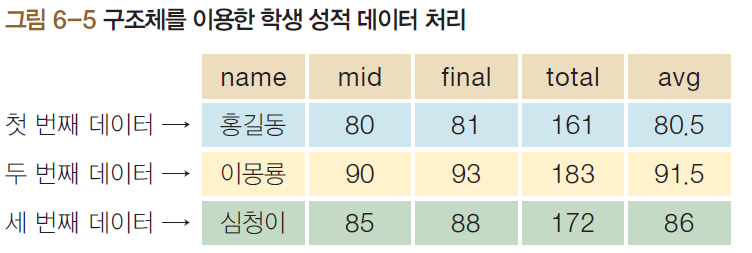 그림 6-5 구조체를 이용한 학생 성적 데이터 처리
name mid final total avg
첫 번째 데이터 → 홍길동 80 81 161 80.5
두 번째 데이터 → 이몽룡 90 93 183 91.5
세 번째 데이터 → 심청이 85 88 172 86